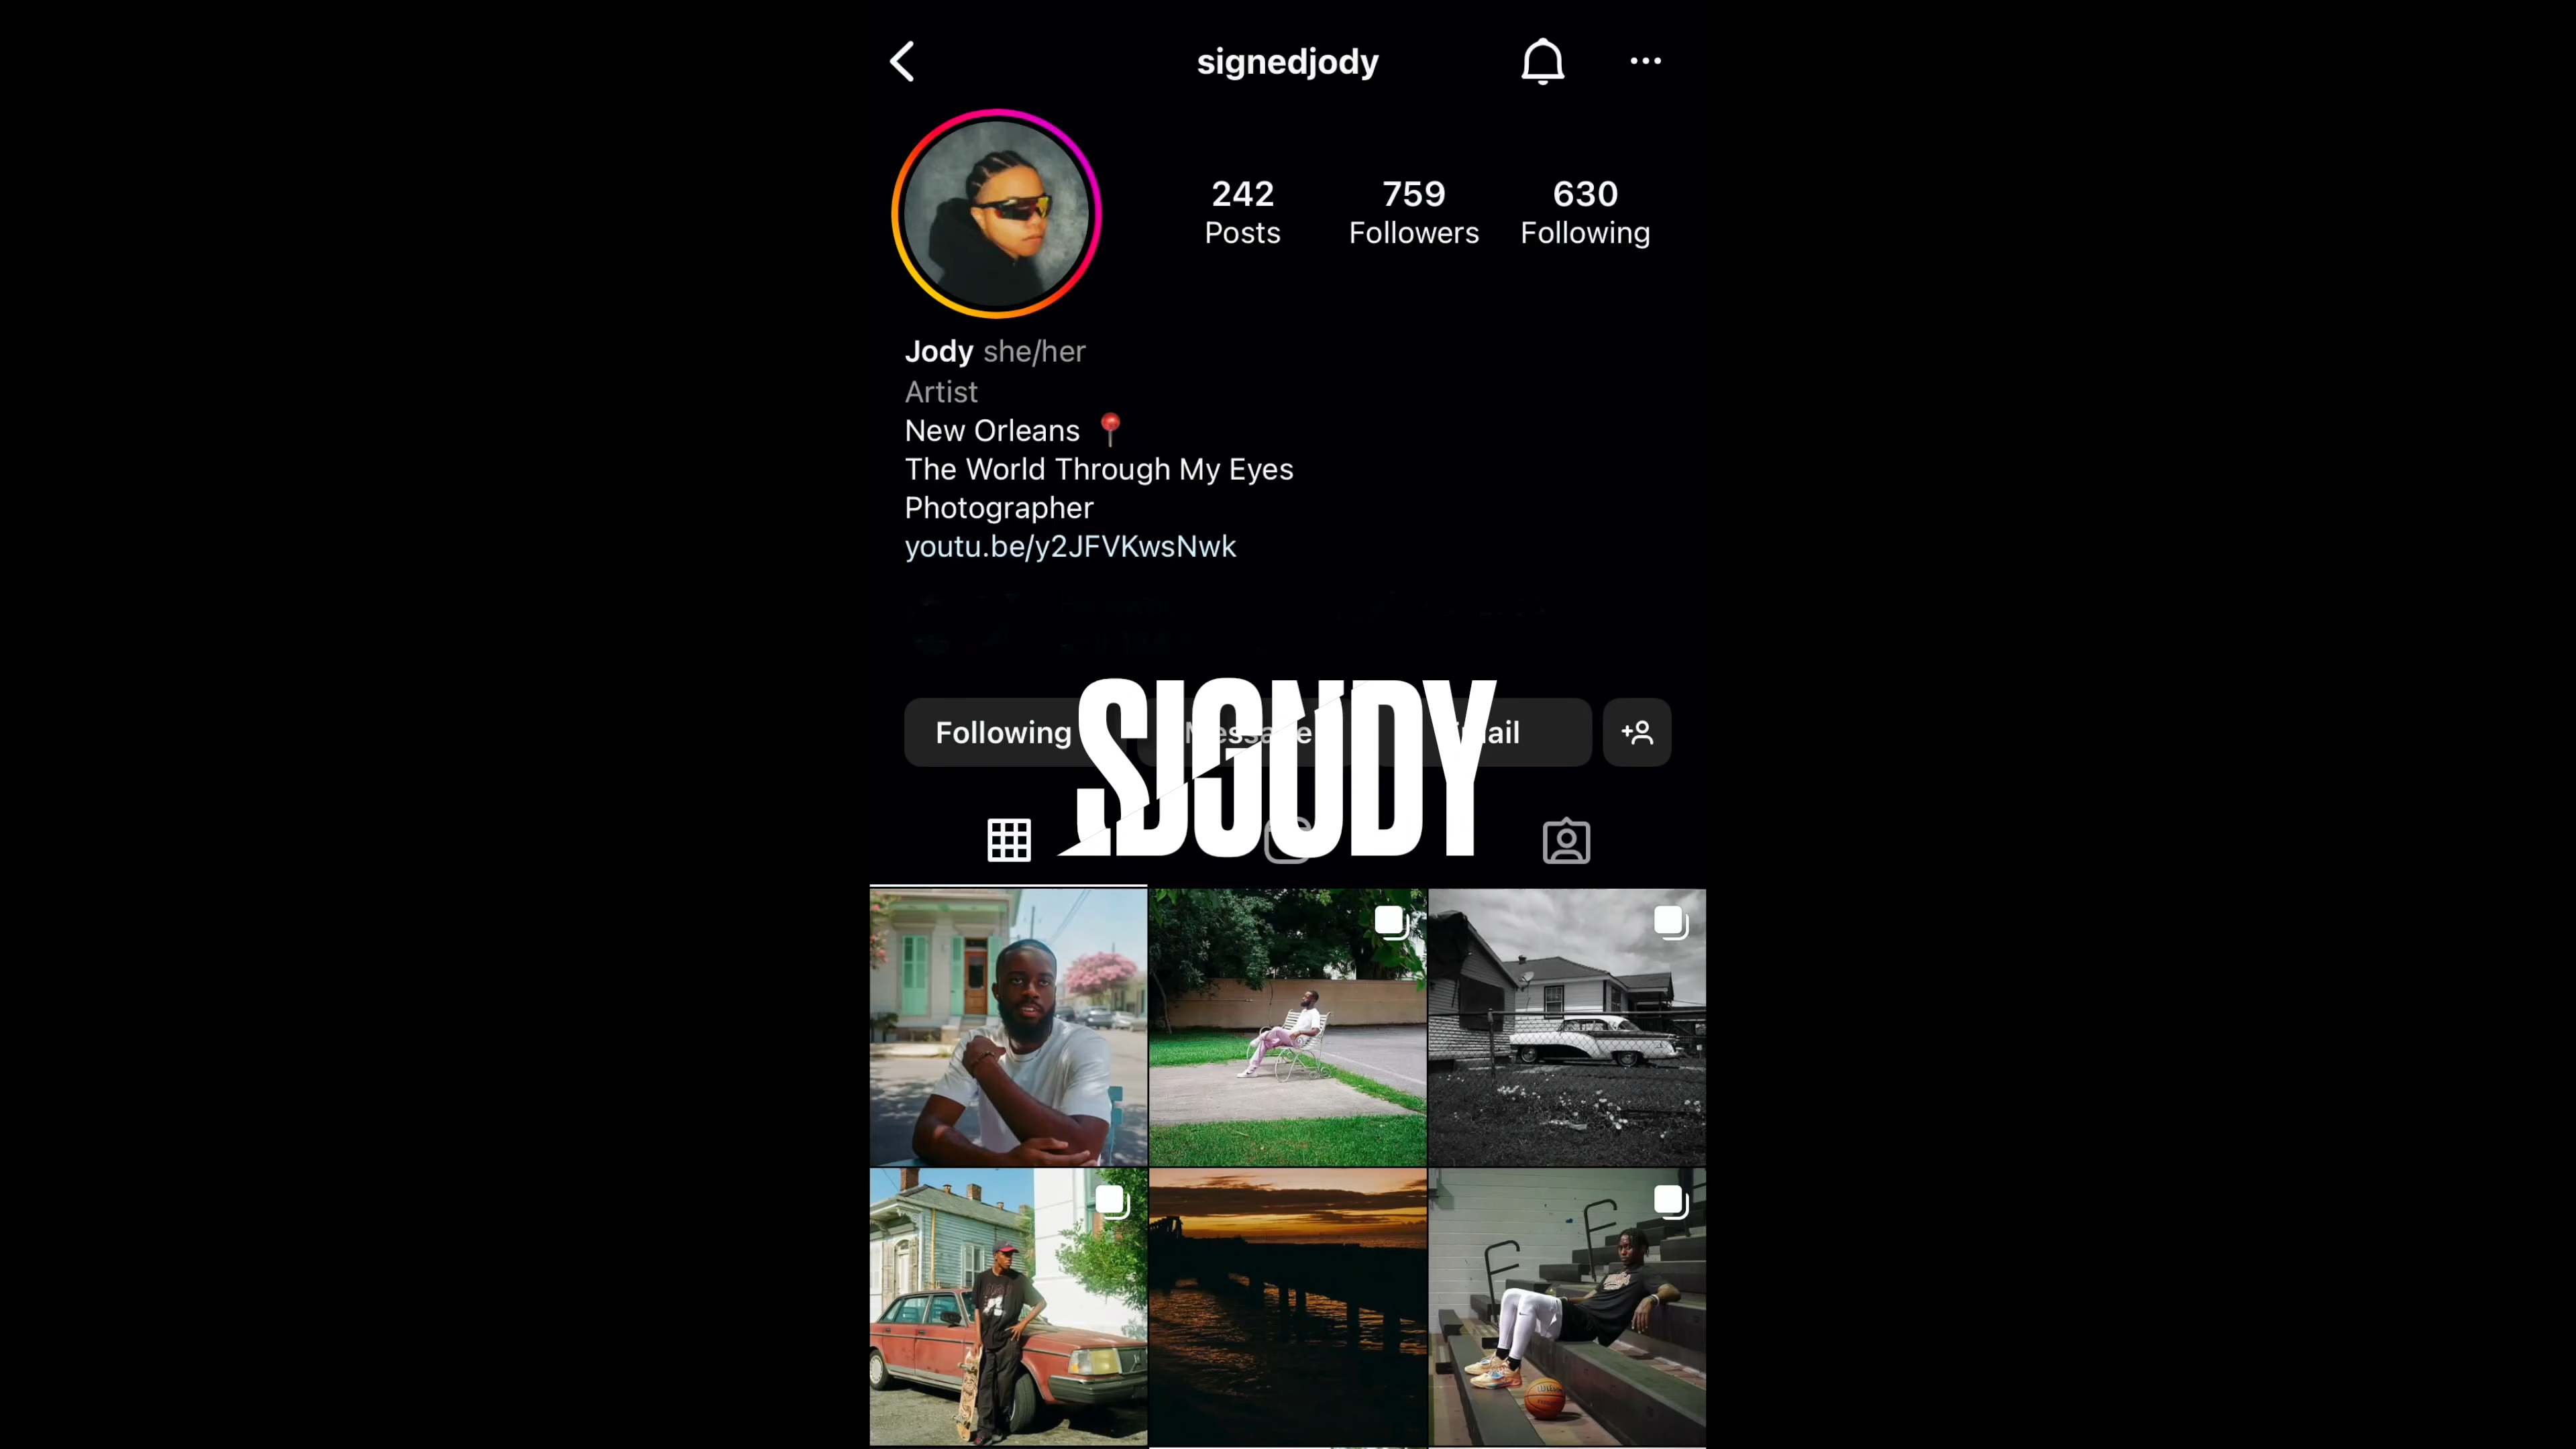 signedjody
242
Posts
759
Followers
630
Following
Jody she/her
Artist
New Orleans 📍
The World Through My Eyes
Photographer
youtu.be/y2JFVKwsNwk
Following